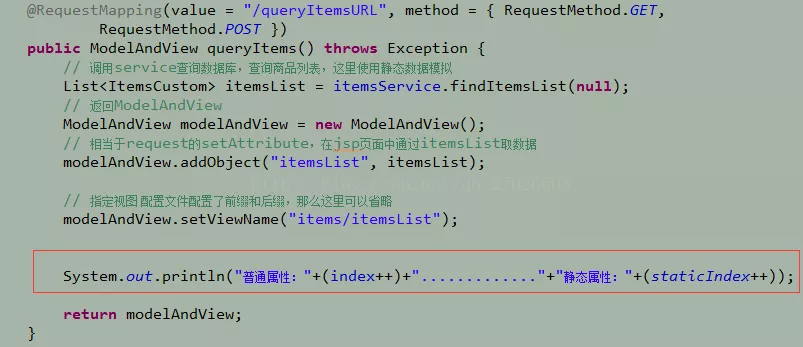 @RequestMapping(value = "/queryItemsURL", method = { RequestMethod.GET,
RequestMethod.POST })
public ModelAndView queryItems() throws Exception {
// 调用service查询数据库，查询商品列表，这里使用静态数据模拟
List<ItemsCustom> itemsList = itemsService.findItemsList(null);
// 返回ModelAndView
ModelAndView modelAndView = new ModelAndView();
// 相当于request的setAttribute，在jsp页面中通过itemsList取数据
modelAndView.addObject("itemsList", itemsList);
// 指定视图 配置文件配置了前缀和后缀，那么这里可以省略
modelAndView.setViewName("items/itemsList");
System.out.println("普通属性："+(index++)+"............."+"静态属性："+(staticIndex++));
return modelAndView;
}